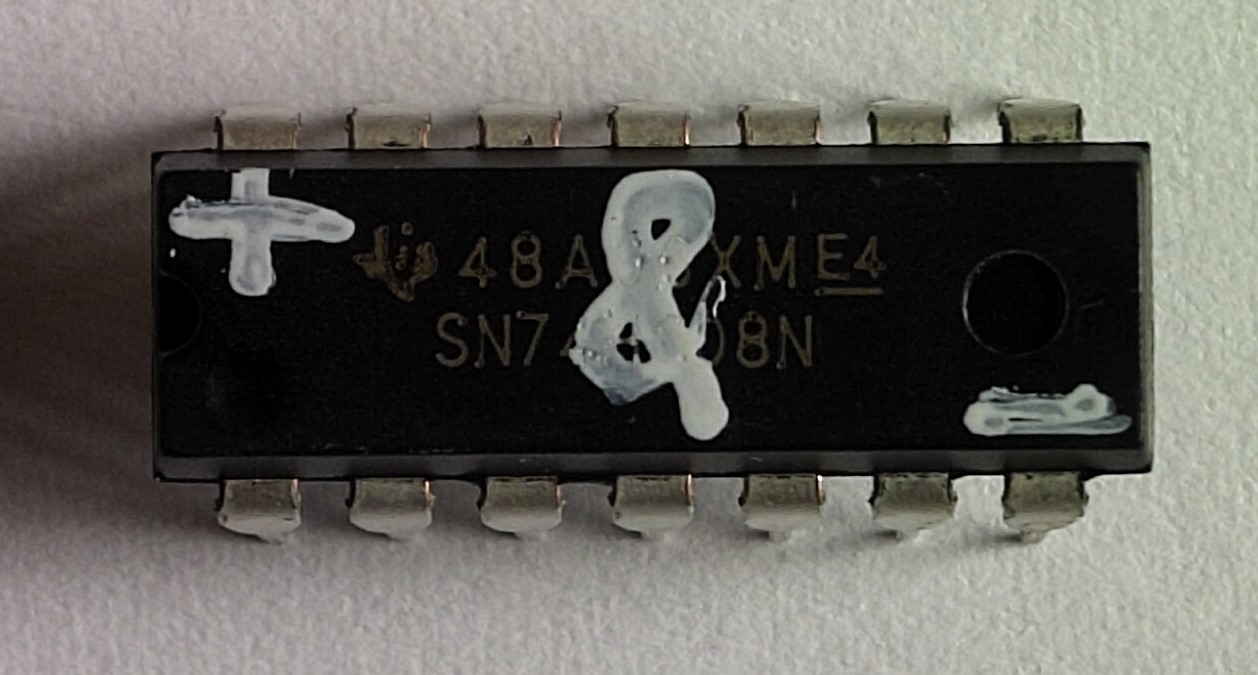 +
&
48A XME4
SN7 08N
-